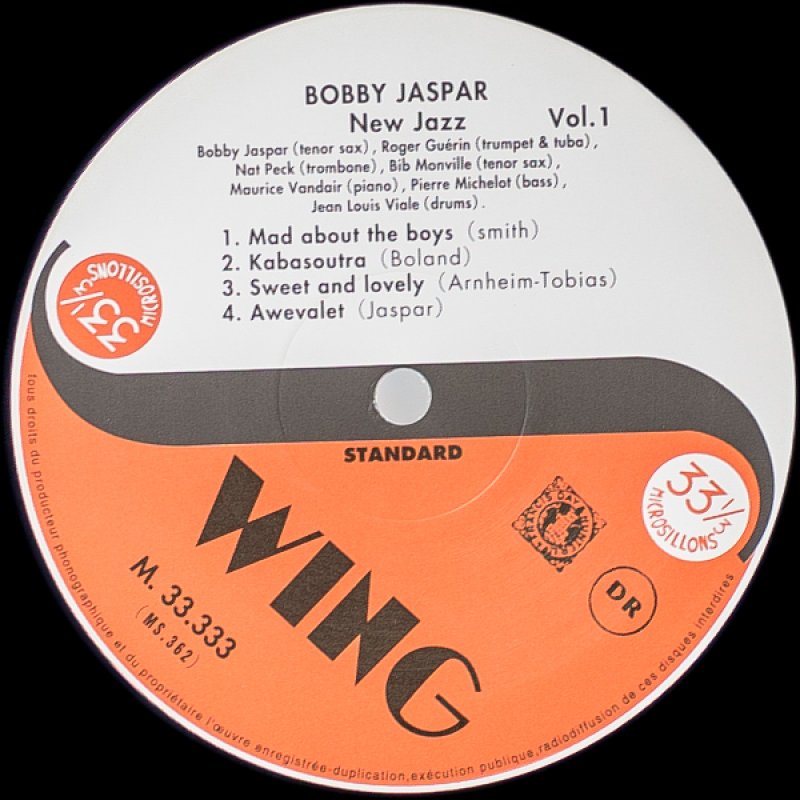 BOBBY JASPAR
New Jazz Vol.1
Bobby Jaspar (tenor sax), Roger Guérin (trumpet & tuba),
Nat Peck (trombone), Bib Monville (tenor sax),
Maurice Vandair (piano), Pierre Michelot (bass),
Jean Louis Viale (drums).
1. Mad about the boys (smith)
2. Kabasoutra (Boland)
3. Sweet and lovely (Arnheim-Tobias)
4. Awevalet (Jaspar)
33 1/3
MICROSILLONS
STANDARD
33 1/3
MICROSILLONS
WING
FRANCIS DAY
DR
M. 33.333
(MS.362)
tous droits du producteur phonographique et du propriétaire l'œuvre enregistrée-duplication,exécution publique,radiodiffusion de ces disques interdires